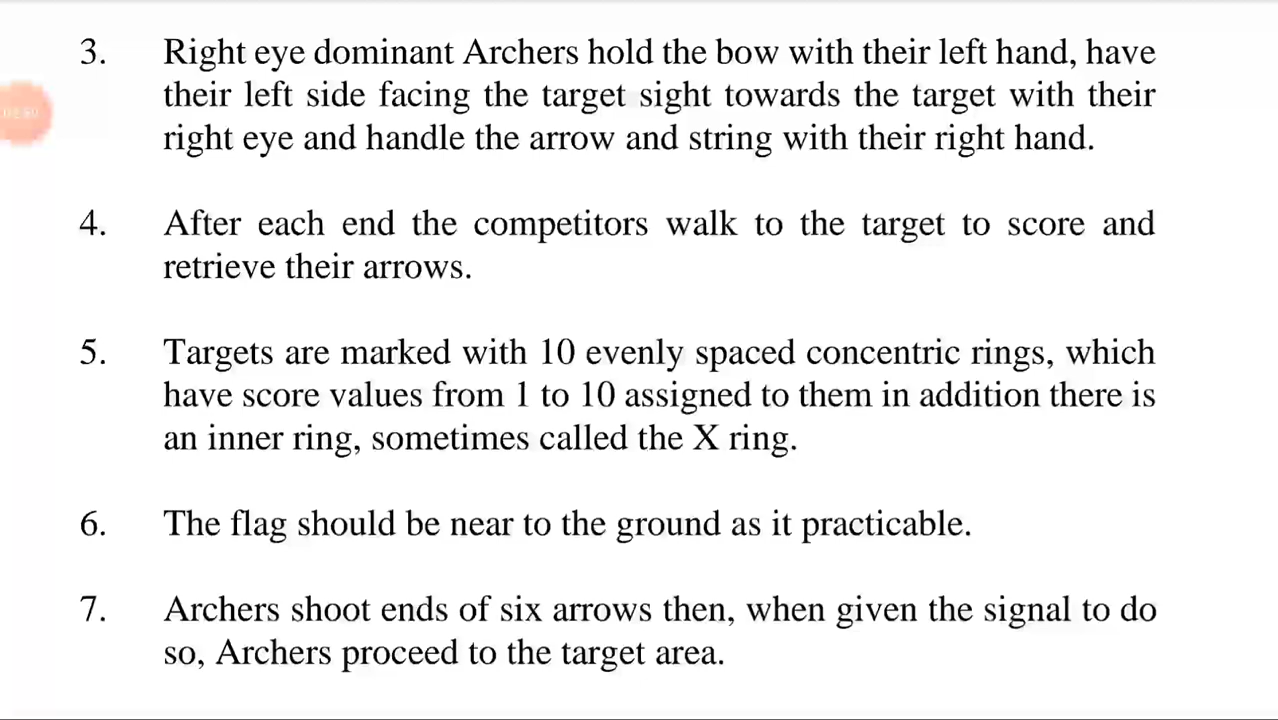 3. Right eye dominant Archers hold the bow with their left hand, have
their left side facing the target sight towards the target with their
right eye and handle the arrow and string with their right hand.
4. After each end the competitors walk to the target to score and
retrieve their arrows.
5. Targets are marked with 10 evenly spaced concentric rings, which
have score values from 1 to 10 assigned to them in addition there is
an inner ring, sometimes called the X ring.
6. The flag should be near to the ground as it practicable.
7. Archers shoot ends of six arrows then, when given the signal to do
so, Archers proceed to the target area.